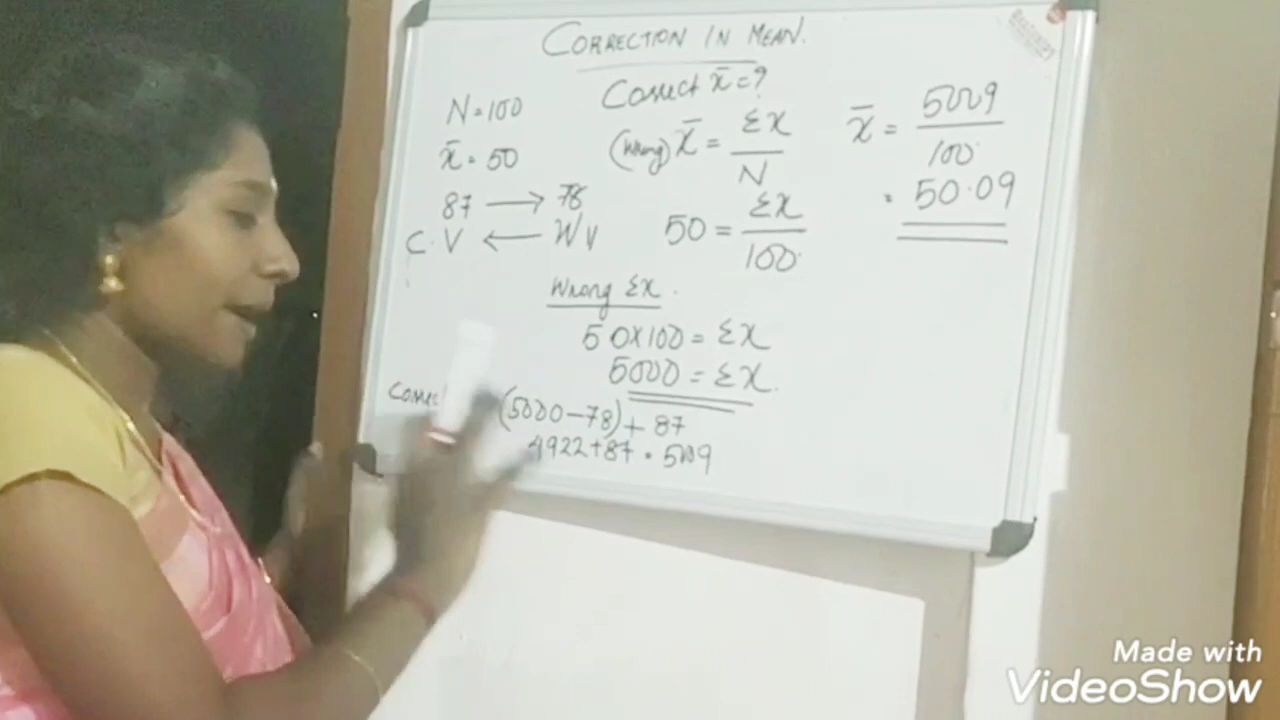 CORRECTION IN MEAN.
Correct x̄ = ?
N = 100
x̄ = 50
87 → 78
C.V ← WV
(Wrong) x̄ = Σx / N
50 = Σx / 100
Wrong Σx.
50×100 = Σx
5000 = Σx.
(5000-78) + 87
4922+87 = 5009
x̄ = 5009 / 100
= 50.09
Made with
VideoShow